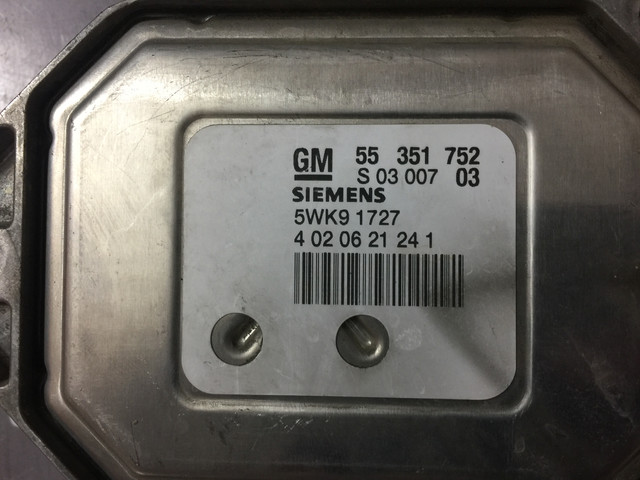 GM 55 351 752
S 03 007 03
SIEMENS
5WK9 1727
4 02 06 21 24 1